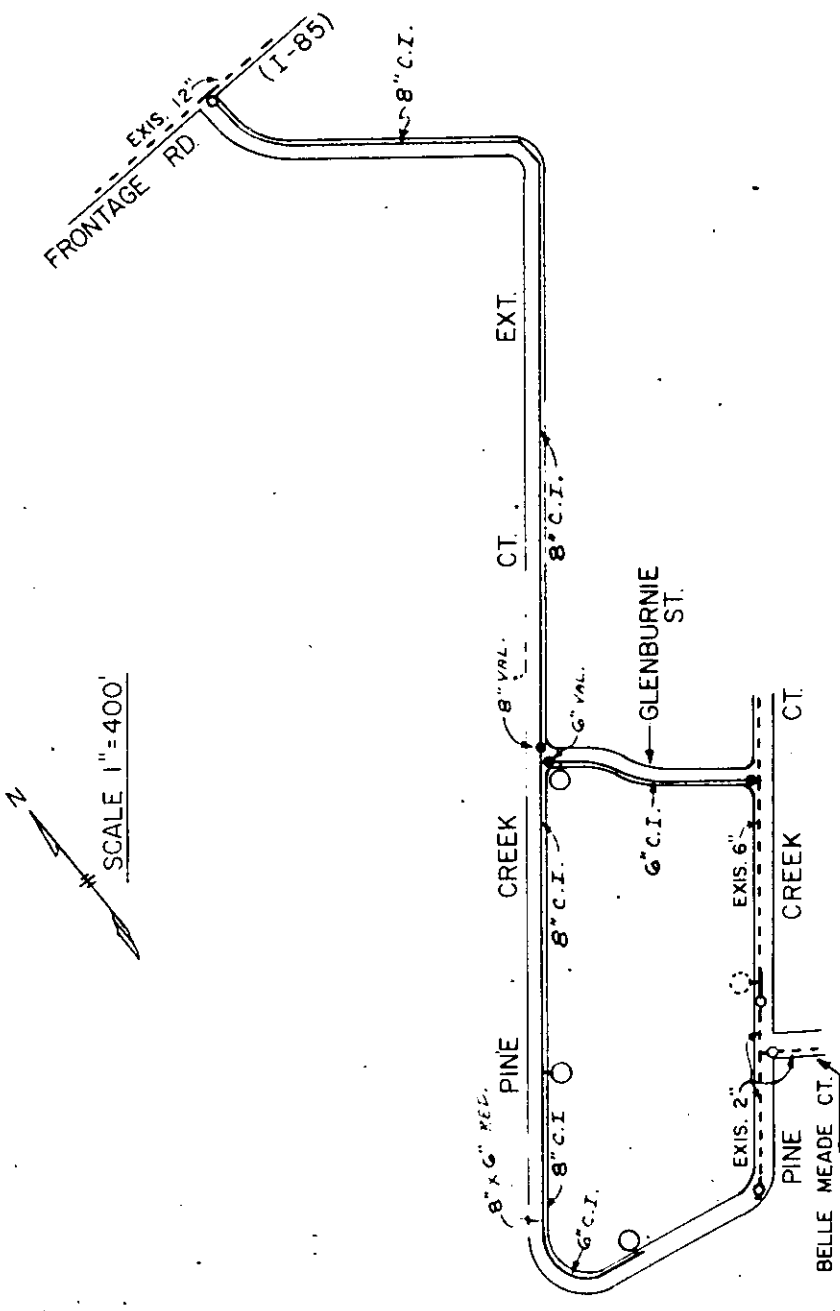 FRONTAGE RD.
EXIS. 12"
(I-85)
8" C.I.
N
SCALE 1"=400'
PINE CREEK CT. EXT.
8" C.I.
8" VAL.
6" VAL.
GLENBURNIE
ST.
6" C.I.
8" C.I.
8" X 6" RED.
8" C.I
6" C.I.
EXIS. 6"
EXIS. 2"
PINE CREEK CT.
BELLE MEADE CT.